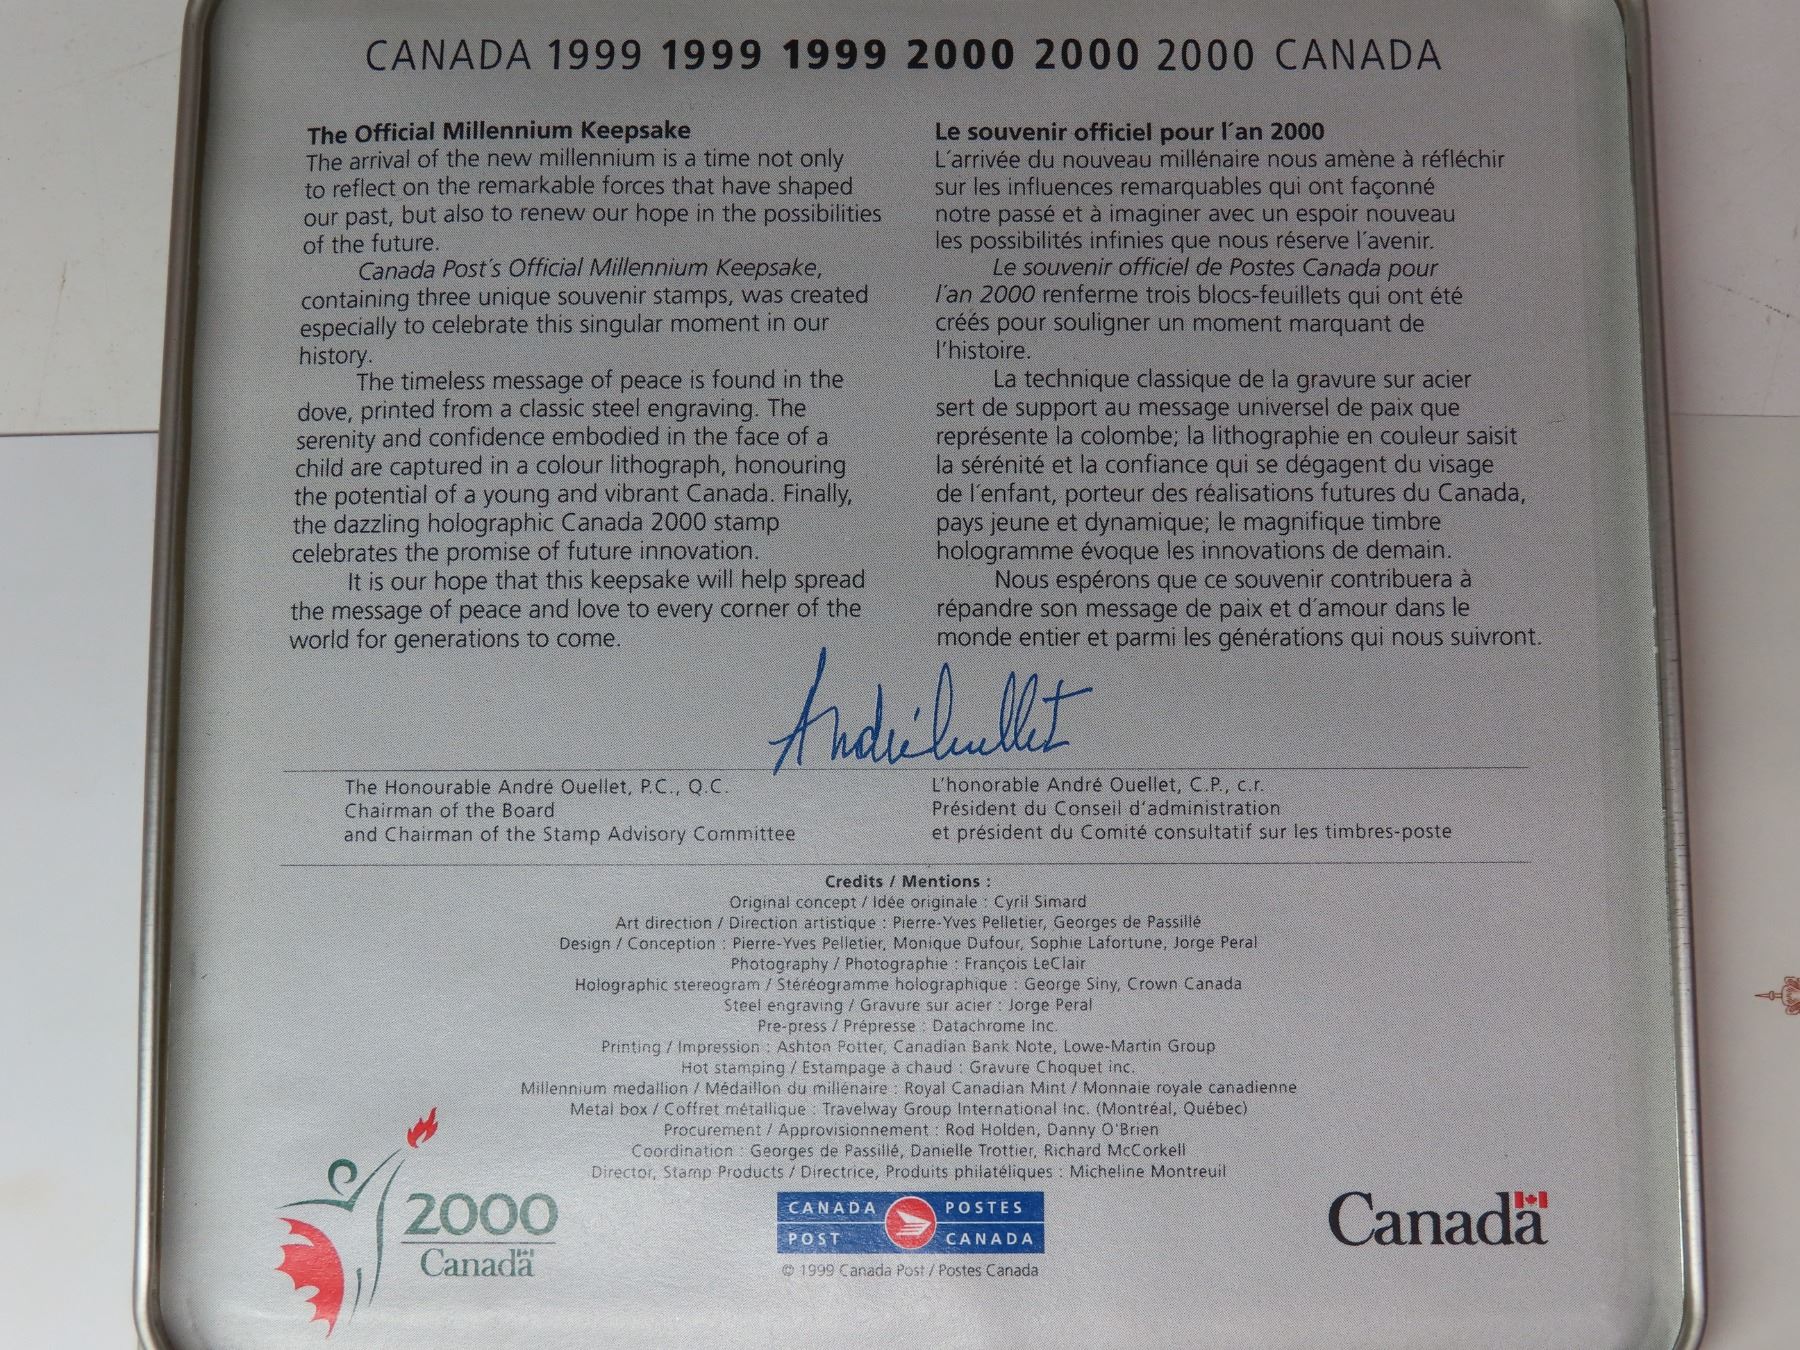 CANADA 1999 1999 1999 2000 2000 2000 CANADA
The Official Millennium Keepsake
The arrival of the new millennium is a time not only
to reflect on the remarkable forces that have shaped
our past, but also to renew our hope in the possibilities
of the future.
Canada Post's Official Millennium Keepsake,
containing three unique souvenir stamps, was created
especially to celebrate this singular moment in our
history.
The timeless message of peace is found in the
dove, printed from a classic steel engraving. The
serenity and confidence embodied in the face of a
child are captured in a colour lithograph, honouring
the potential of a young and vibrant Canada. Finally,
the dazzling holographic Canada 2000 stamp
celebrates the promise of future innovation.
It is our hope that this keepsake will help spread
the message of peace and love to every corner of the
world for generations to come.
Le souvenir officiel pour l'an 2000
L'arrivée du nouveau millénaire nous amène à réfléchir
sur les influences remarquables qui ont façonné
notre passé et à imaginer avec un espoir nouveau
les possibilités infinies que nous réserve l'avenir.
Le souvenir officiel de Postes Canada pour
l'an 2000 renferme trois blocs-feuillets qui ont été
créés pour souligner un moment marquant de
l'histoire.
La technique classique de la gravure sur acier
sert de support au message universel de paix que
représente la colombe; la lithographie en couleur saisit
la sérénité et la confiance qui se dégagent du visage
de l'enfant, porteur des réalisations futures du Canada,
pays jeune et dynamique; le magnifique timbre
hologramme évoque les innovations de demain.
Nous espérons que ce souvenir contribuera à
répandre son message de paix et d'amour dans le
monde entier et parmi les générations qui nous suivront.
André Ouellet
The Honourable André Ouellet, P.C., Q.C.
Chairman of the Board
and Chairman of the Stamp Advisory Committee
L'honorable André Ouellet, C.P., c.r.
Président du Conseil d'administration
et président du Comité consultatif sur les timbres-poste
Credits / Mentions :
Original concept / Idée originale : Cyril Simard
Art direction / Direction artistique : Pierre-Yves Pelletier, Georges de Passillé
Design / Conception : Pierre-Yves Pelletier, Monique Dufour, Sophie Lafortune, Jorge Peral
Photography / Photographie : François LeClair
Holographic stereogram / Stéréogramme holographique : George Siny, Crown Canada
Steel engraving / Gravure sur acier : Jorge Peral
Pre-press / Prépresse : Datachrome Inc.
Printing / Impression : Ashton Potter, Canadian Bank Note, Lowe-Martin Group
Hot stamping / Estampage à chaud : Gravure Choquet inc.
Millennium medallion / Médaillon du millénaire : Royal Canadian Mint / Monnaie royale canadienne
Metal box / Coffret métallique : Travelway Group International Inc. (Montréal, Québec)
Procurement / Approvisionnement : Rod Holden, Danny O'Brien
Coordination : Georges de Passillé, Danielle Trottier, Richard McCorkell
Director, Stamp Products / Directrice, Produits philatéliques : Micheline Montreuil
2000
Canada
CANADA POSTES
POST CANADA
© 1999 Canada Post / Postes Canada
Canada